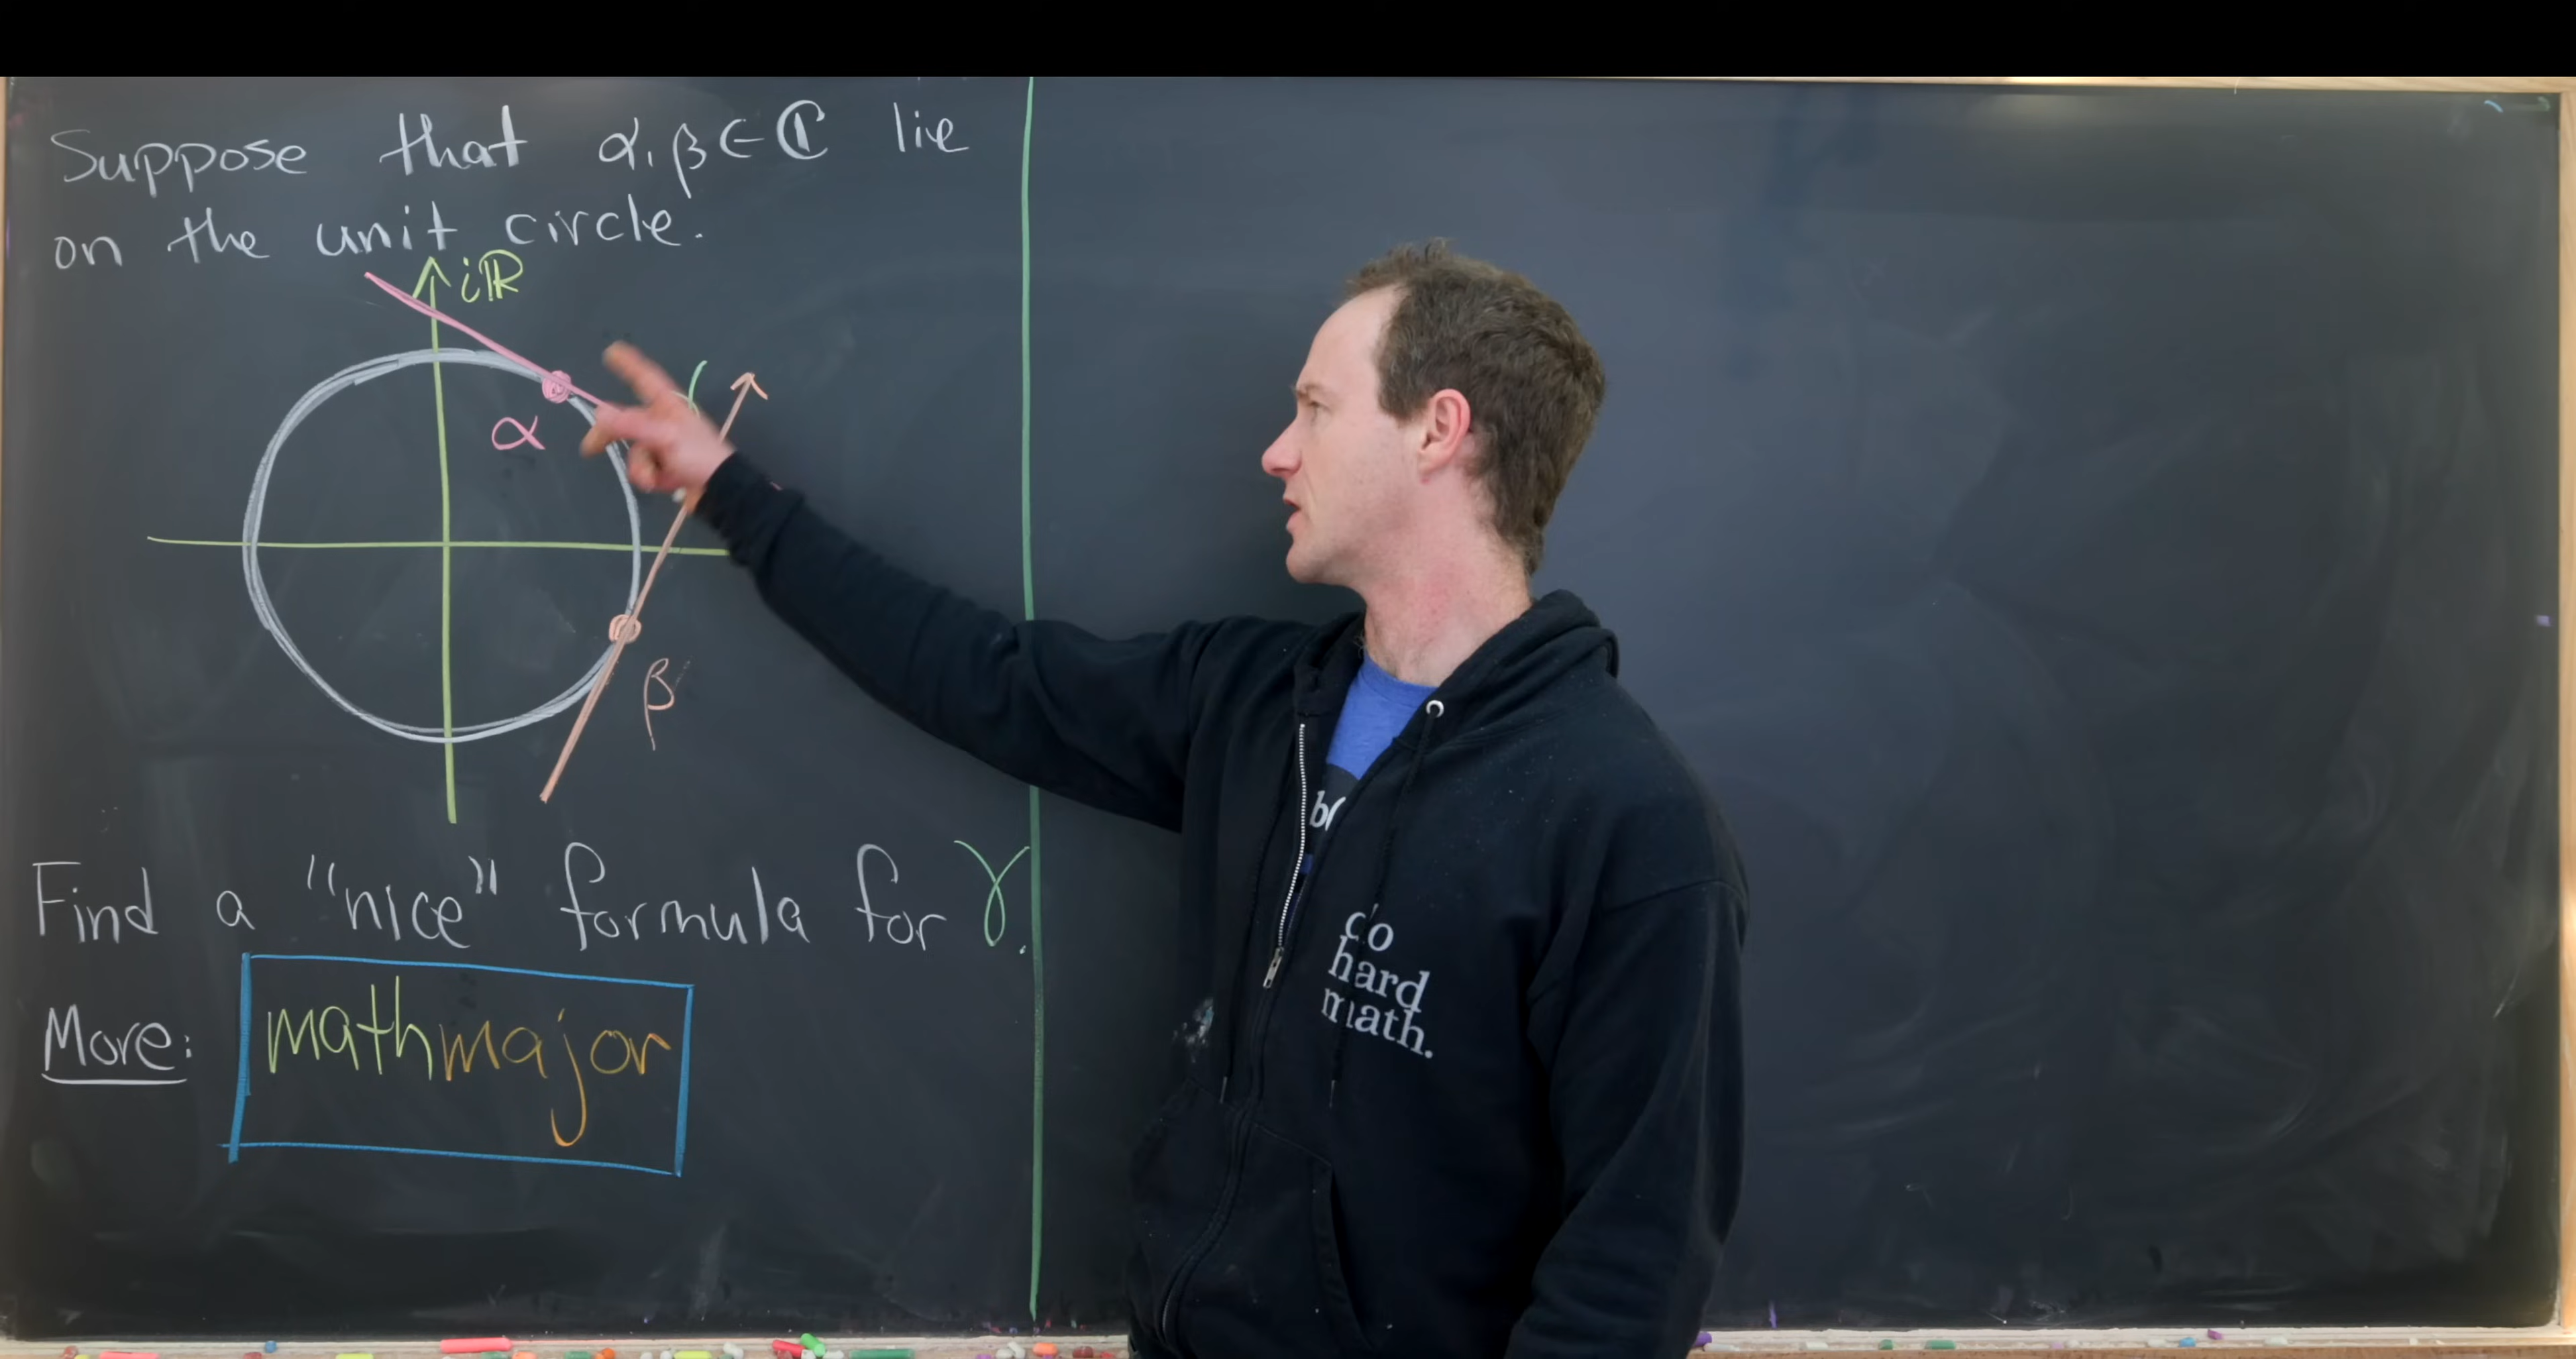 Suppose that α, β ∈ ℂ lie
on the unit circle.
iℝ
α
β
Find a "nice" formula for γ.
More: mathmajor
do
hard
math.